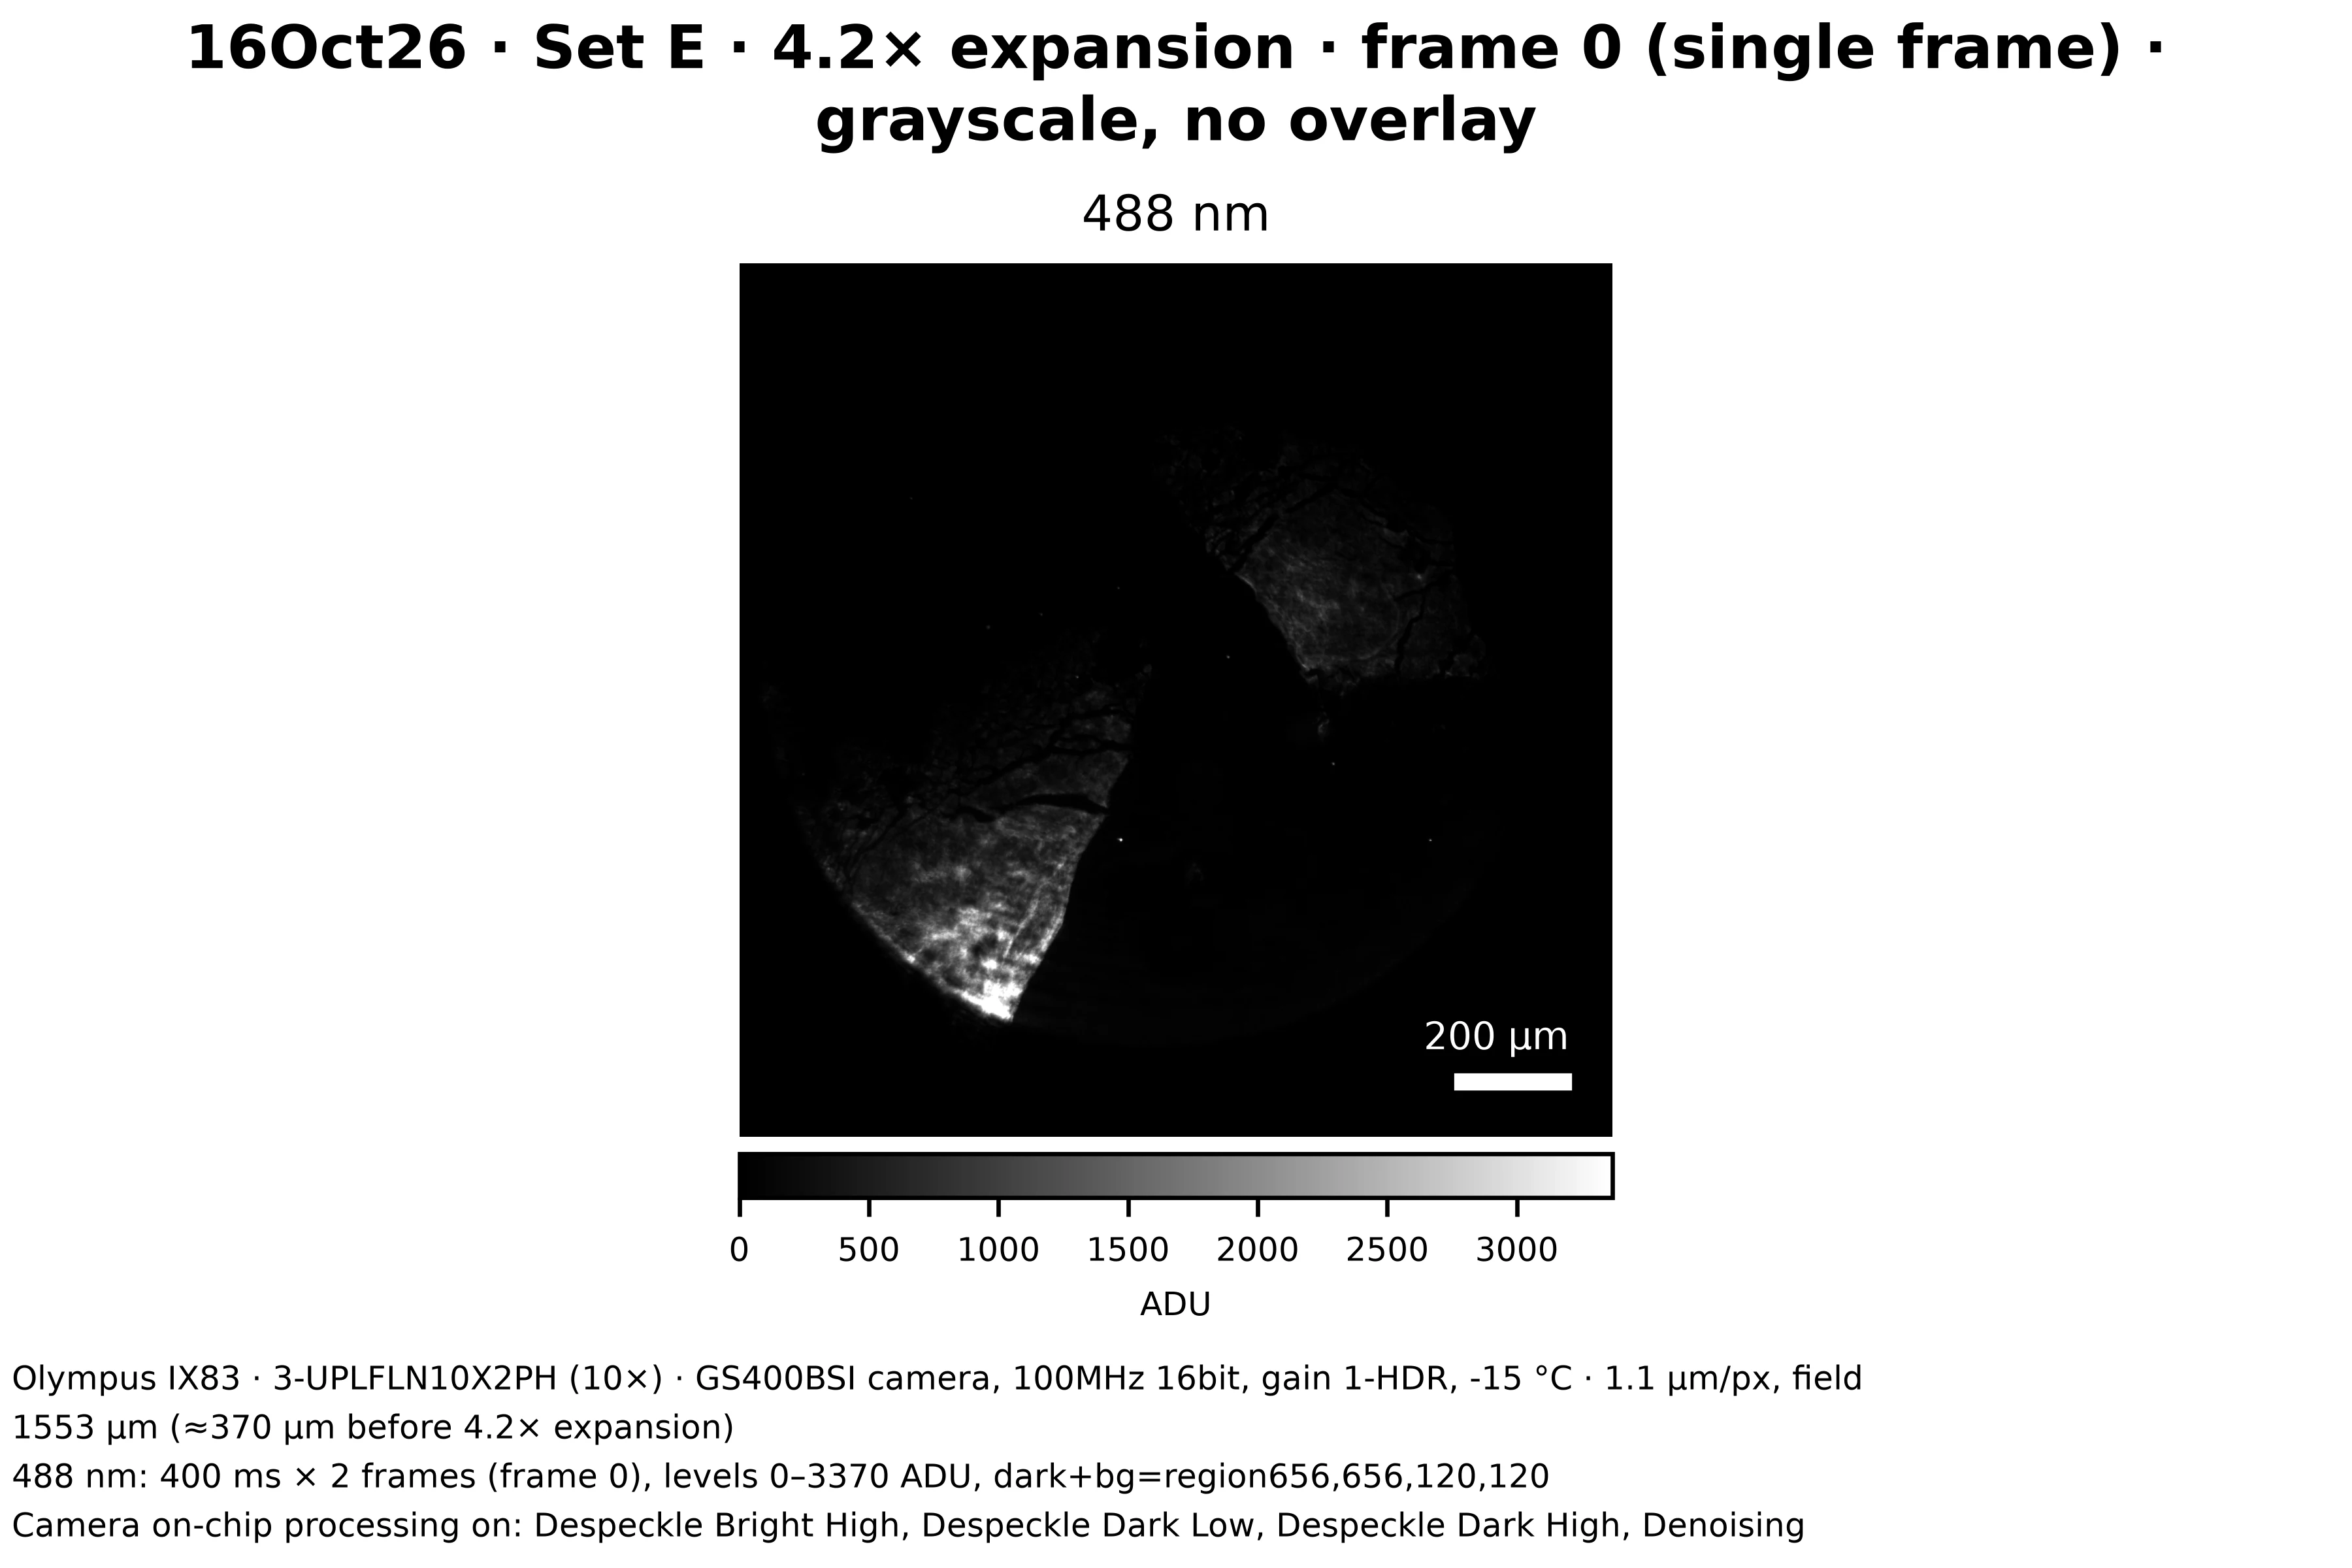 16Oct26 · Set E · 4.2× expansion · frame 0 (single frame) ·
grayscale, no overlay
488 nm
200 µm
0 500 1000 1500 2000 2500 3000
ADU
Olympus IX83 · 3-UPLFLN10X2PH (10×) · GS400BSI camera, 100MHz 16bit, gain 1-HDR, -15 °C · 1.1 µm/px, field
1553 µm (≈370 µm before 4.2× expansion)
488 nm: 400 ms × 2 frames (frame 0), levels 0–3370 ADU, dark+bg=region656,656,120,120
Camera on-chip processing on: Despeckle Bright High, Despeckle Dark Low, Despeckle Dark High, Denoising